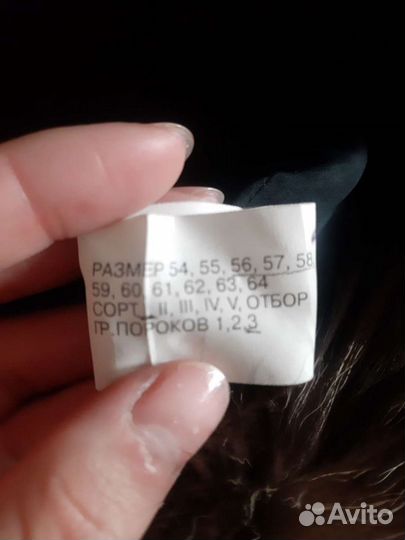 РАЗМЕР 54, 55, 56, 57, 58
59, 60, 61, 62, 63, 64
СОРТ II, III, IV, V, ОТБОР
ГР.ПОРОКОВ 1,2,3
Avito